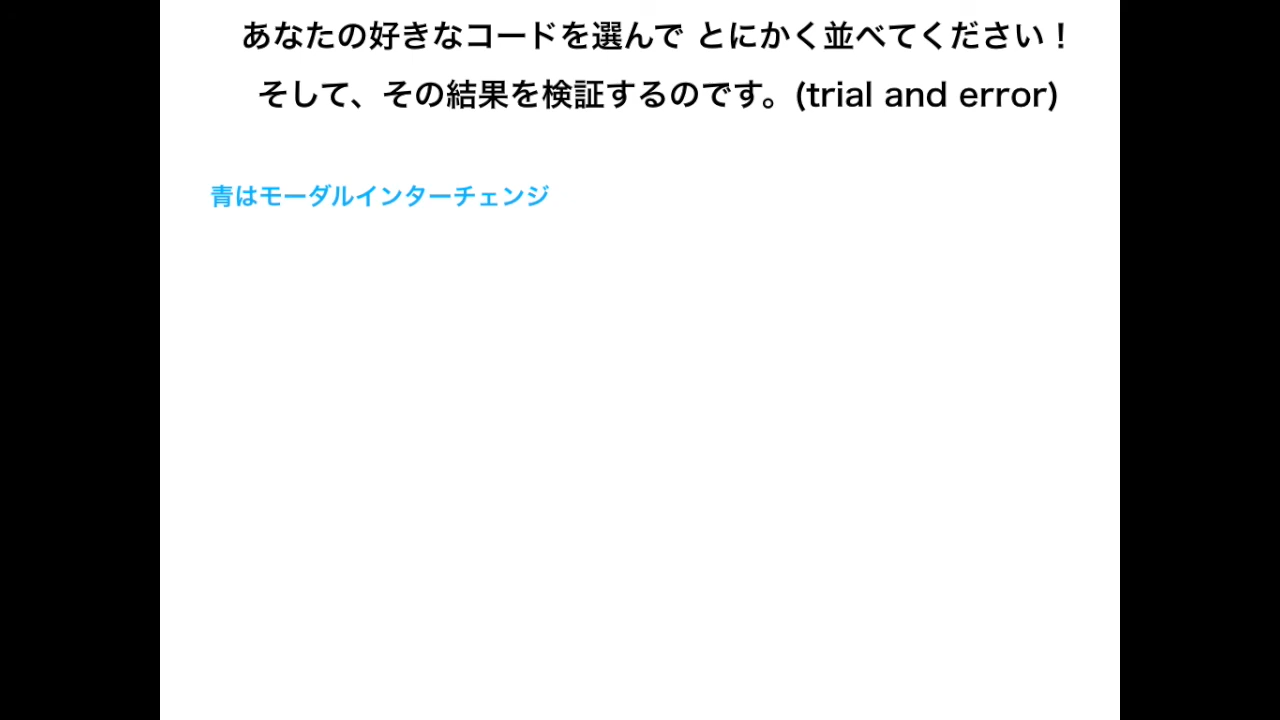 あなたの好きなコードを選んで とにかく並べてください！
そして、その結果を検証するのです。(trial and error)
青はモーダルインターチェンジ